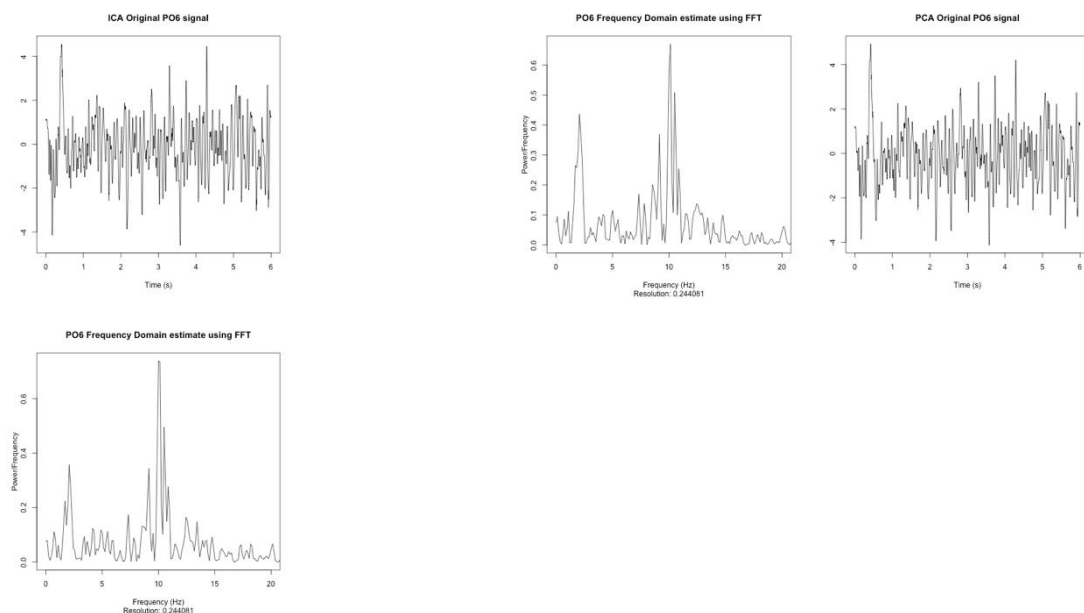 ICA Original PO6 signal
4
2
0
-2
-4
0 1 2 3 4 5 6
Time (s)
PO6 Frequency Domain estimate using FFT
Power/Frequency
0.6
0.5
0.4
0.3
0.2
0.1
0.0
0 5 10 15 20
Frequency (Hz)
Resolution: 0.244081
PCA Original PO6 signal
4
2
0
-2
-4
0 1 2 3 4 5 6
Time (s)
PO6 Frequency Domain estimate using FFT
Power/Frequency
0.6
0.4
0.2
0.0
0 5 10 15 20
Frequency (Hz)
Resolution: 0.244081